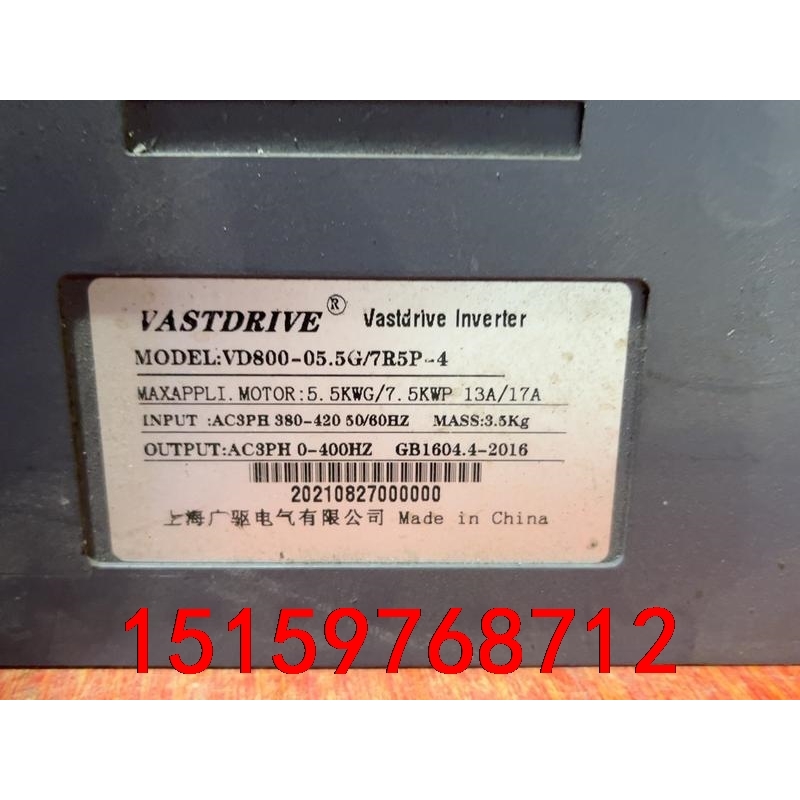 VASTDRIVE® Vastdrive Inverter
MODEL:VD800-05.5G/7R5P-4
MAXAPPLI.MOTOR:5.5KWG/7.5KWP 13A/17A
INPUT :AC3PH 380-420 50/60HZ MASS:3.5Kg
OUTPUT:AC3PH 0-400HZ GB1604.4-2016
20210827000000
上海广驱电气有限公司 Made in China
15159768712